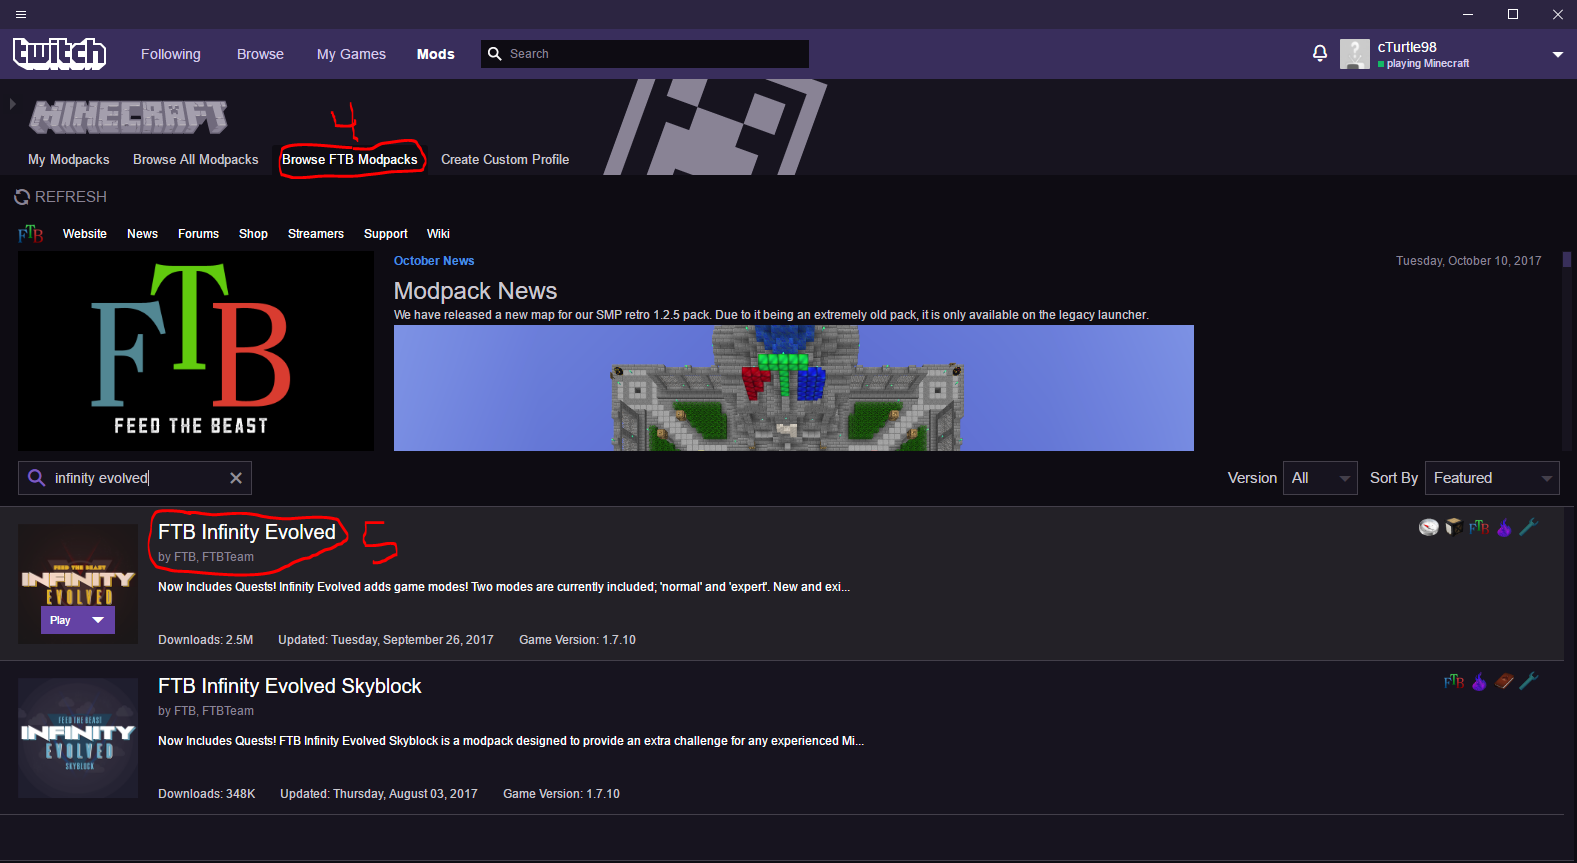 twitch Following Browse My Games Mods Search cTurtle98
playing Minecraft
MINECRAFT
4
My Modpacks Browse All Modpacks Browse FTB Modpacks Create Custom Profile
REFRESH
FTB Website News Forums Shop Streamers Support Wiki
FTB
FEED THE BEAST
October News Tuesday, October 10, 2017
Modpack News
We have released a new map for our SMP retro 1.2.5 pack. Due to it being an extremely old pack, it is only available on the legacy launcher.
FTB
infinity evolved Version All Sort By Featured
FTB Infinity Evolved 5 FTB
by FTB, FTBTeam
FEED THE BEAST
INFINITY
EVOLVED
Play
Now Includes Quests! Infinity Evolved adds game modes! Two modes are currently included; 'normal' and 'expert'. New and exi...
Downloads: 2.5M Updated: Tuesday, September 26, 2017 Game Version: 1.7.10
FTB Infinity Evolved Skyblock FTB
by FTB, FTBTeam
FEED THE BEAST
INFINITY
EVOLVED
SKYBLOCK
Now Includes Quests! FTB Infinity Evolved Skyblock is a modpack designed to provide an extra challenge for any experienced Mi...
Downloads: 348K Updated: Thursday, August 03, 2017 Game Version: 1.7.10